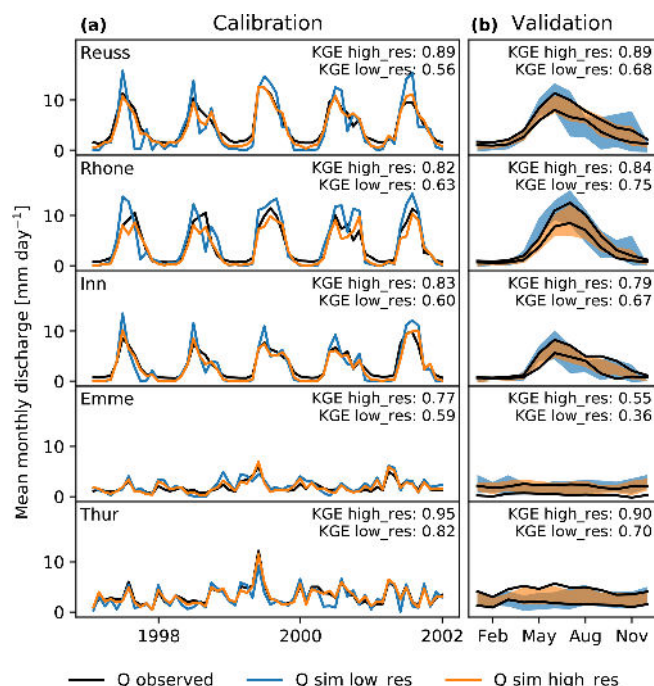 (a) Calibration
(b) Validation
Mean monthly discharge [mm day⁻¹]
Reuss
KGE high_res: 0.89
KGE low_res: 0.56
10
0
KGE high_res: 0.89
KGE low_res: 0.68
Rhone
KGE high_res: 0.82
KGE low_res: 0.63
10
0
KGE high_res: 0.84
KGE low_res: 0.75
Inn
KGE high_res: 0.83
KGE low_res: 0.60
10
0
KGE high_res: 0.79
KGE low_res: 0.67
Emme
KGE high_res: 0.77
KGE low_res: 0.59
10
0
KGE high_res: 0.55
KGE low_res: 0.36
Thur
KGE high_res: 0.95
KGE low_res: 0.82
10
0
KGE high_res: 0.90
KGE low_res: 0.70
1998 2000 2002
Feb May Aug Nov
Q observed Q sim low_res Q sim high_res